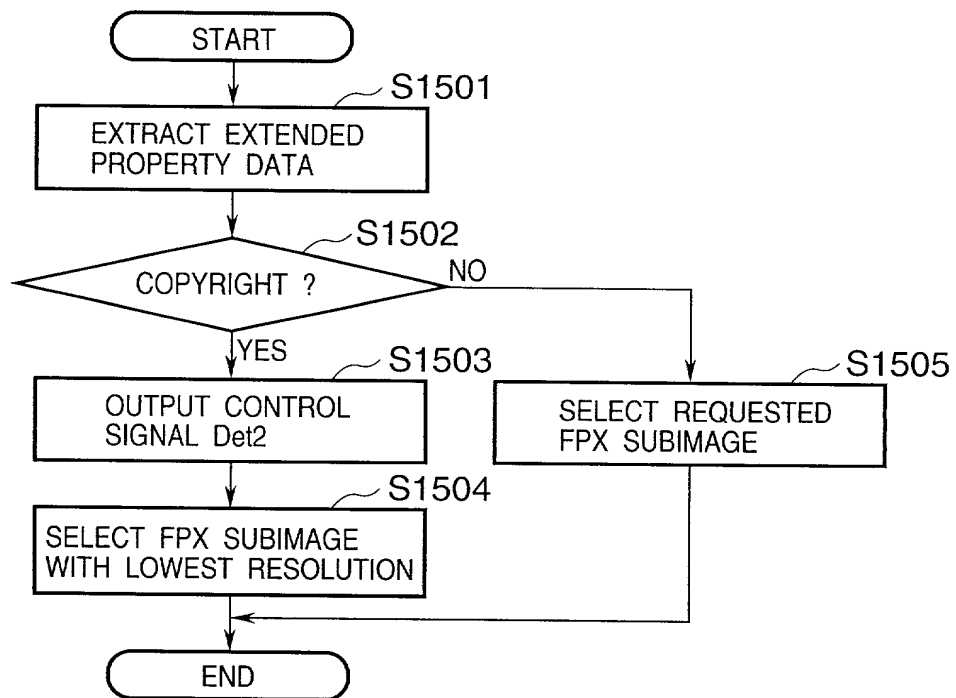 START
S1501
EXTRACT EXTENDED
PROPERTY DATA
S1502
COPYRIGHT ?
NO
YES
S1503
OUTPUT CONTROL
SIGNAL Det2
S1505
SELECT REQUESTED
FPX SUBIMAGE
S1504
SELECT FPX SUBIMAGE
WITH LOWEST RESOLUTION
END